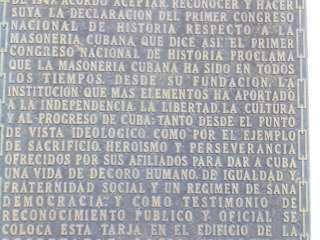 DE 1947 ACORDO ACEPTAR, RECONOCER Y HACER
SUYA LA DECLARACION DEL PRIMER CONGRESO
NACIONAL DE HISTORIA RESPECTO A LA
MASONERIA CUBANA QUE DICE ASI: EL PRIMER
CONGRESO NACIONAL DE HISTORIA PROCLAMA
QUE LA MASONERIA CUBANA HA SIDO EN TODOS
LOS TIEMPOS, DESDE SU FUNDACION, LA
INSTITUCION QUE MAS ELEMENTOS HA APORTADO
A LA INDEPENDENCIA, LA LIBERTAD, LA CULTURA
Y AL PROGRESO DE CUBA; TANTO DESDE EL PUNTO
DE VISTA IDEOLOGICO, COMO POR EL EJEMPLO
DE SACRIFICIO, HEROISMO Y PERSEVERANCIA
OFRECIDOS POR SUS AFILIADOS PARA DAR A CUBA
UNA VIDA DE DECORO HUMANO, DE IGUALDAD Y
FRATERNIDAD SOCIAL Y UN REGIMEN DE SANA
DEMOCRACIA; Y COMO TESTIMONIO DE
RECONOCIMIENTO PUBLICO Y OFICIAL SE
COLOCA ESTA TARJA EN EL EDIFICIO DE LA